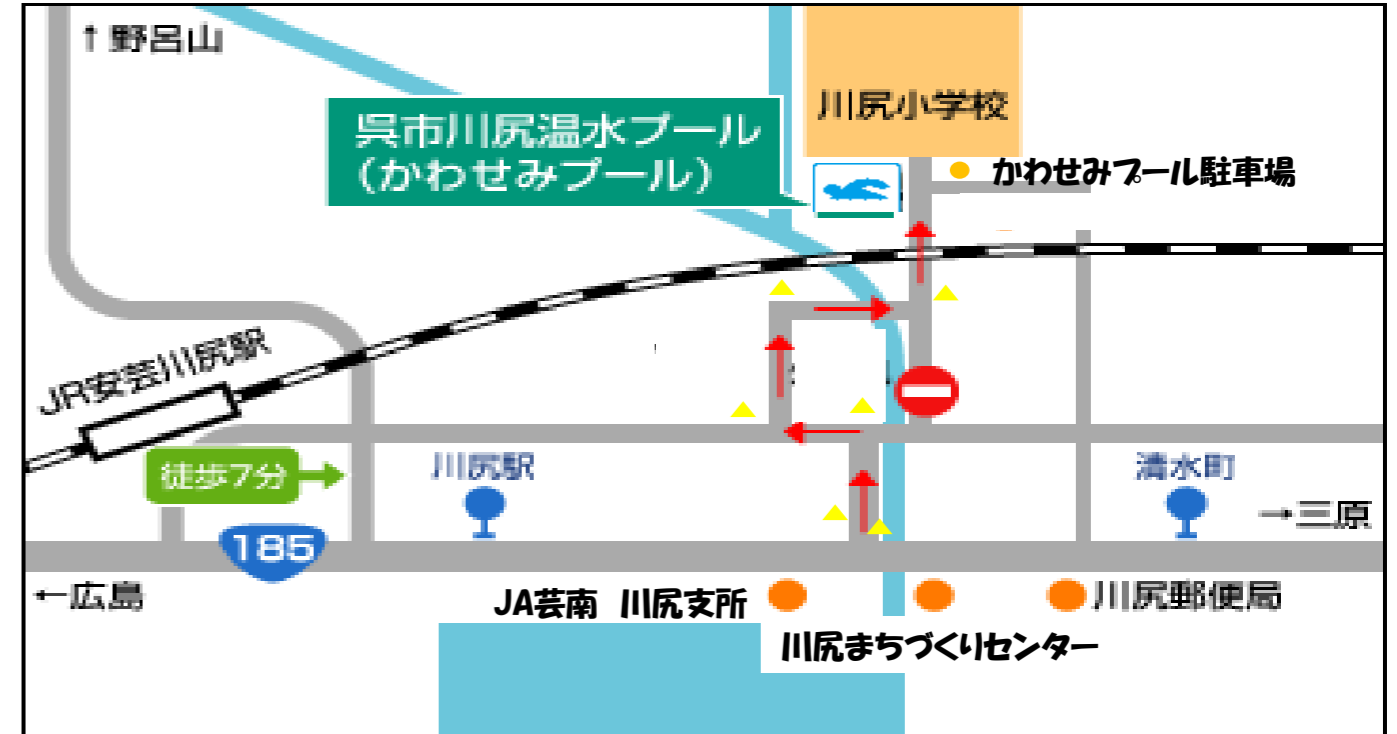 ↑野呂山
川尻小学校
呉市川尻温水プール
(かわせみプール)
かわせみプール駐車場
JR安芸川尻駅
徒歩7分→
川尻駅
清水町
→三原
185
←広島
JA芸南 川尻支所
川尻郵便局
川尻まちづくりセンター